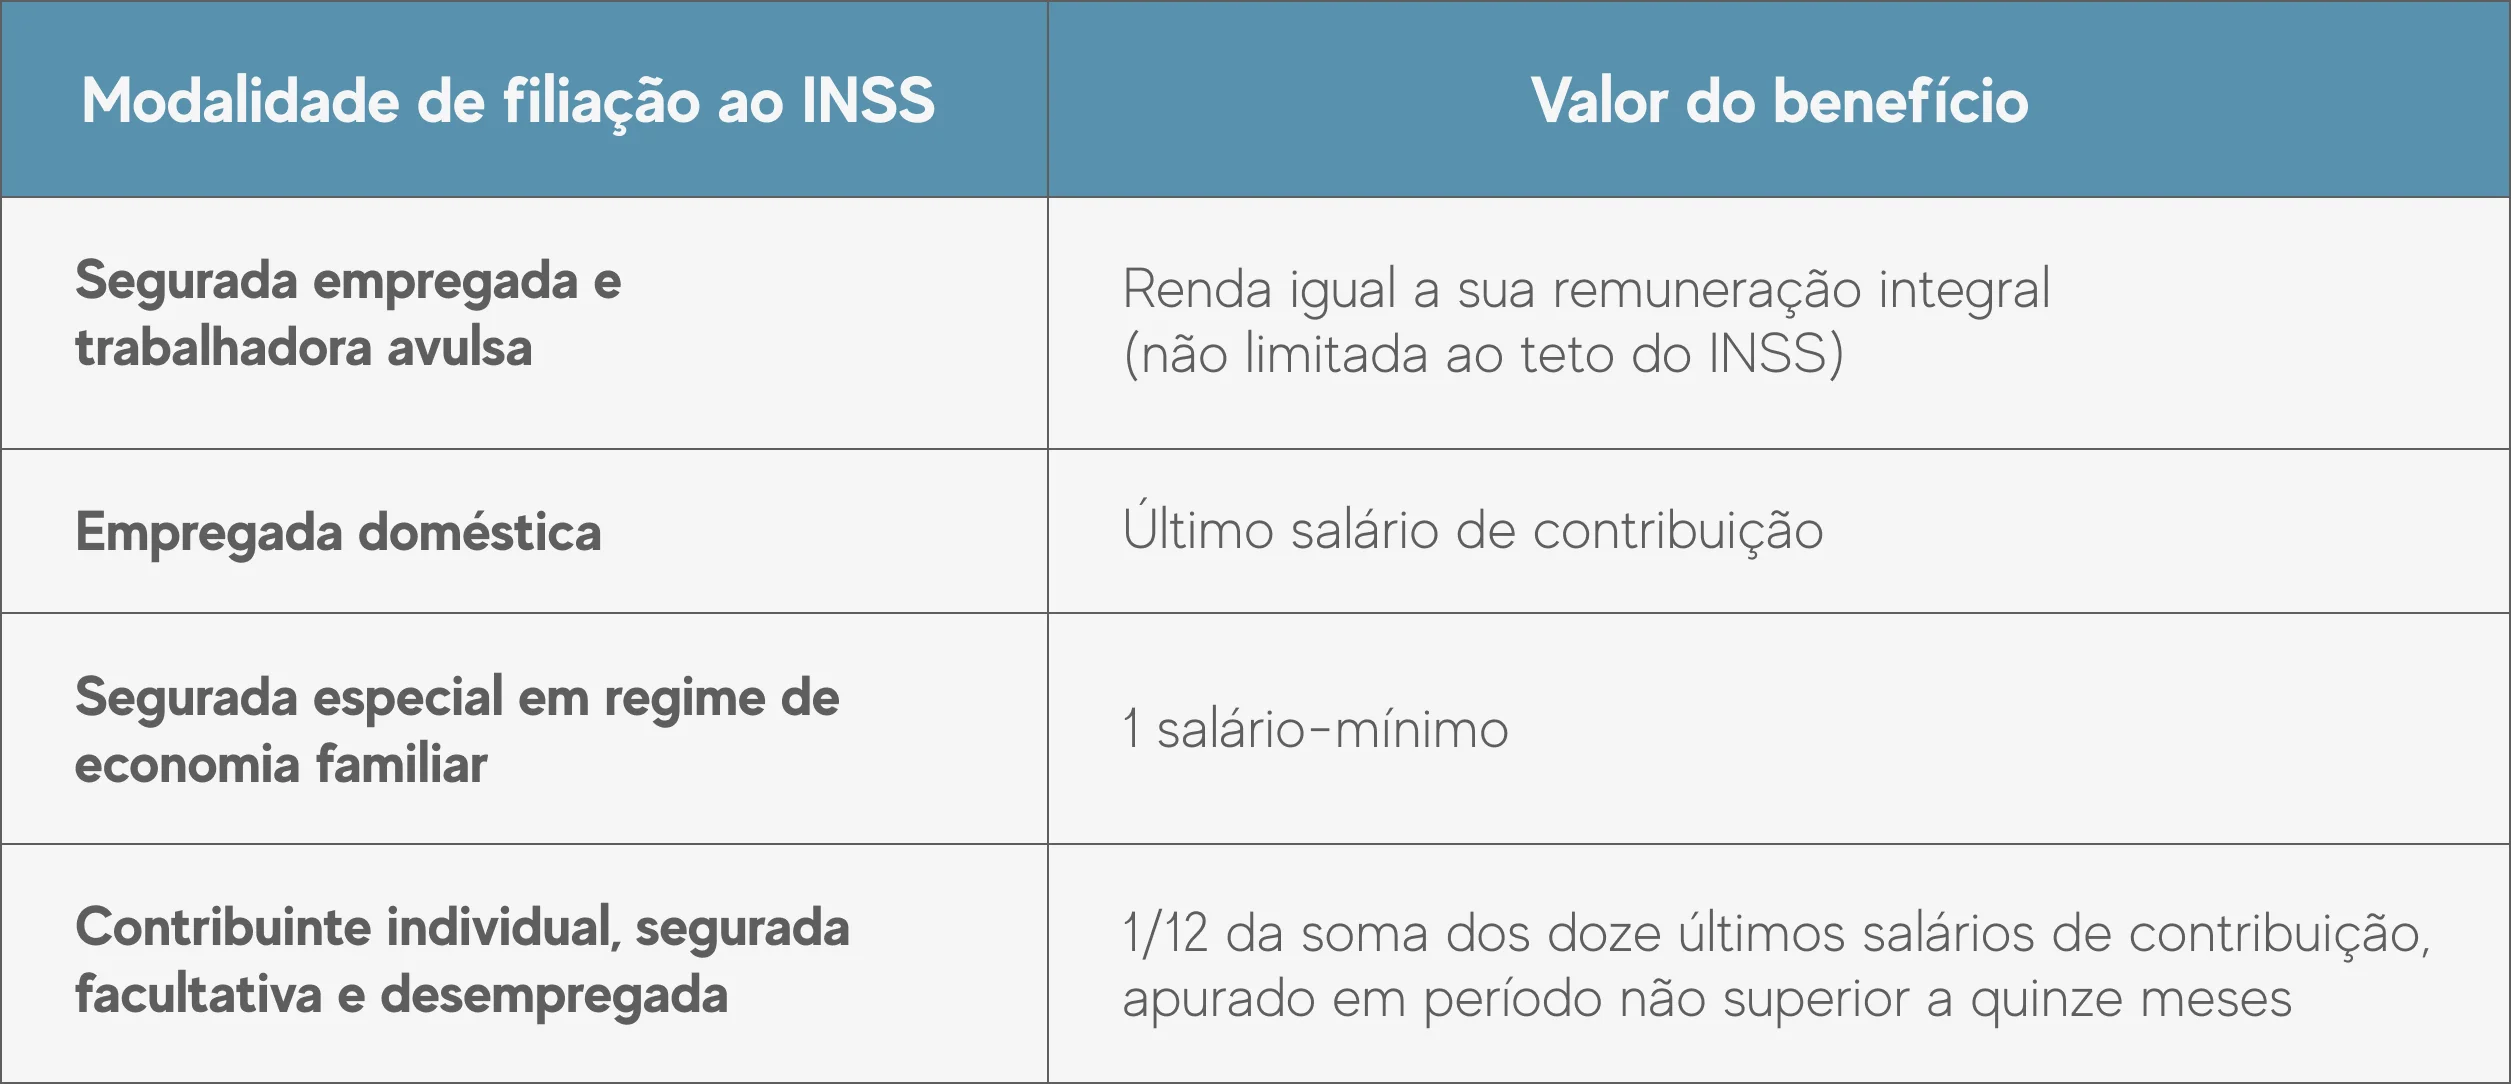 Modalidade de filiação ao INSS
Valor do benefício
Segurada empregada e
trabalhadora avulsa
Renda igual a sua remuneração integral
(não limitada ao teto do INSS)
Empregada doméstica
Último salário de contribuição
Segurada especial em regime de
economia familiar
1 salário-mínimo
Contribuinte individual, segurada
facultativa e desempregada
1/12 da soma dos doze últimos salários de contribuição,
apurado em período não superior a quinze meses